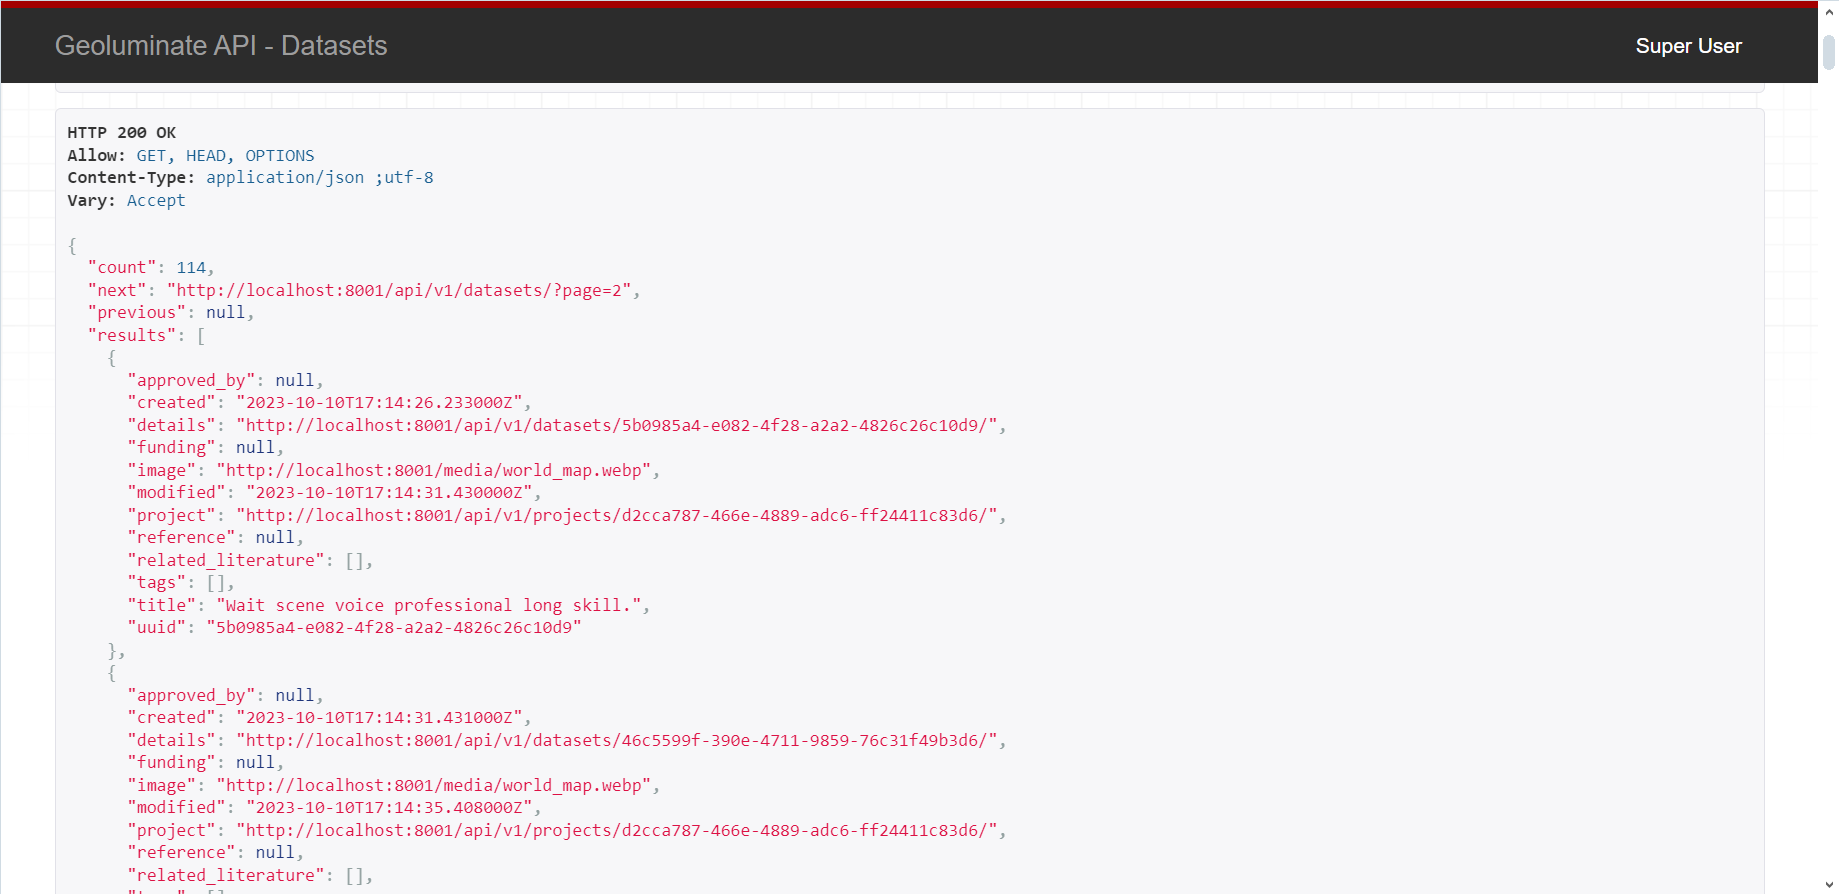 Geoluminate API - Datasets
Super User
HTTP 200 OK
Allow: GET, HEAD, OPTIONS
Content-Type: application/json ;utf-8
Vary: Accept
{
"count": 114,
"next": "http://localhost:8001/api/v1/datasets/?page=2",
"previous": null,
"results": [
{
"approved_by": null,
"created": "2023-10-10T17:14:26.233000Z",
"details": "http://localhost:8001/api/v1/datasets/5b0985a4-e082-4f28-a2a2-4826c26c10d9/",
"funding": null,
"image": "http://localhost:8001/media/world_map.webp",
"modified": "2023-10-10T17:14:31.430000Z",
"project": "http://localhost:8001/api/v1/projects/d2cca787-466e-4889-adc6-ff24411c83d6/",
"reference": null,
"related_literature": [],
"tags": [],
"title": "Wait scene voice professional long skill.",
"uuid": "5b0985a4-e082-4f28-a2a2-4826c26c10d9"
},
{
"approved_by": null,
"created": "2023-10-10T17:14:31.431000Z",
"details": "http://localhost:8001/api/v1/datasets/46c5599f-390e-4711-9859-76c31f49b3d6/",
"funding": null,
"image": "http://localhost:8001/media/world_map.webp",
"modified": "2023-10-10T17:14:35.408000Z",
"project": "http://localhost:8001/api/v1/projects/d2cca787-466e-4889-adc6-ff24411c83d6/",
"reference": null,
"related_literature": [],